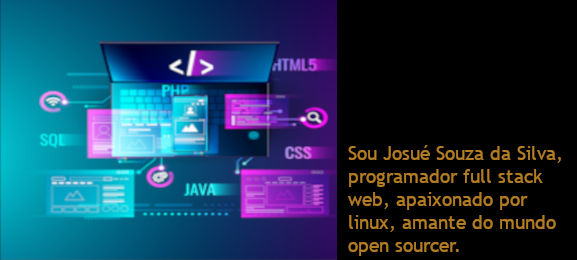 </>
HTML5
PHP
SQL
CSS
JAVA
Sou Josué Souza da Silva,
programador full stack
web, apaixonado por
linux, amante do mundo
open sourcer.